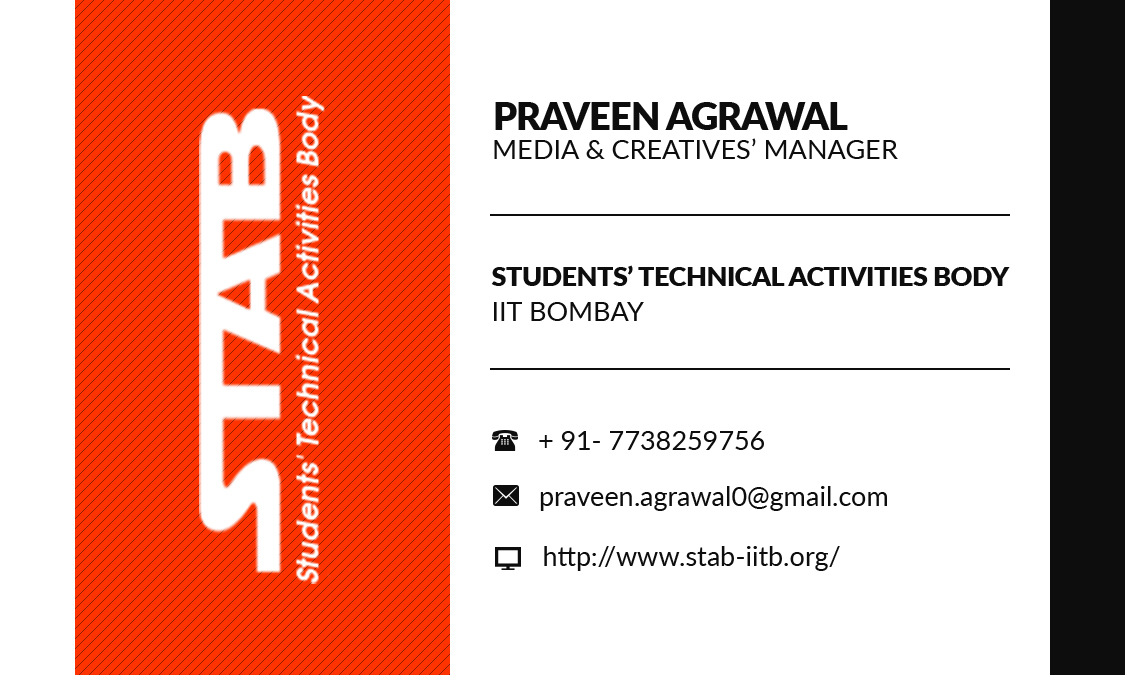 STAB
Students' Technical Activities Body
PRAVEEN AGRAWAL
MEDIA & CREATIVES’ MANAGER
STUDENTS’ TECHNICAL ACTIVITIES BODY
IIT BOMBAY
+ 91- 7738259756
praveen.agrawal0@gmail.com
http://www.stab-iitb.org/